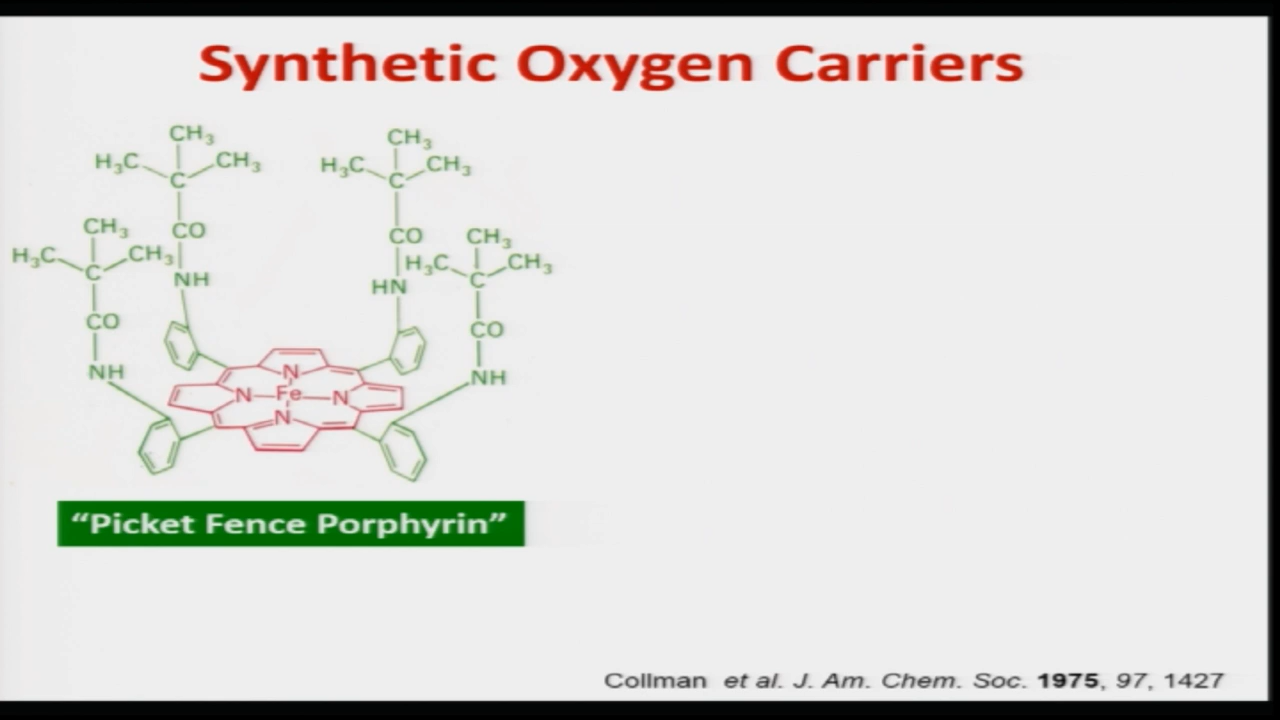 Synthetic Oxygen Carriers
CH3 CH3
H3C CH3 H3C CH3
C C
CH3 CO CO CH3
H3C CH3 H3C CH3
C NH HN C
CO CO
NH NH
N
N Fe N
N
“Picket Fence Porphyrin”
Collman et al. J. Am. Chem. Soc. 1975, 97, 1427